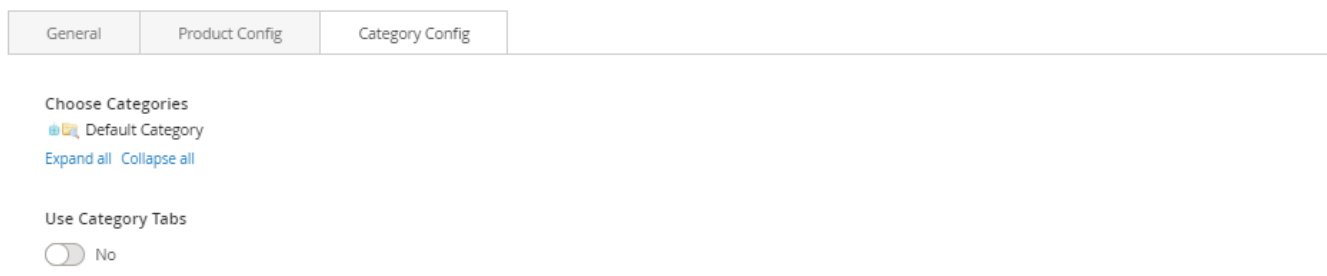 General Product Config Category Config
Choose Categories
Default Category
Expand all Collapse all
Use Category Tabs
No